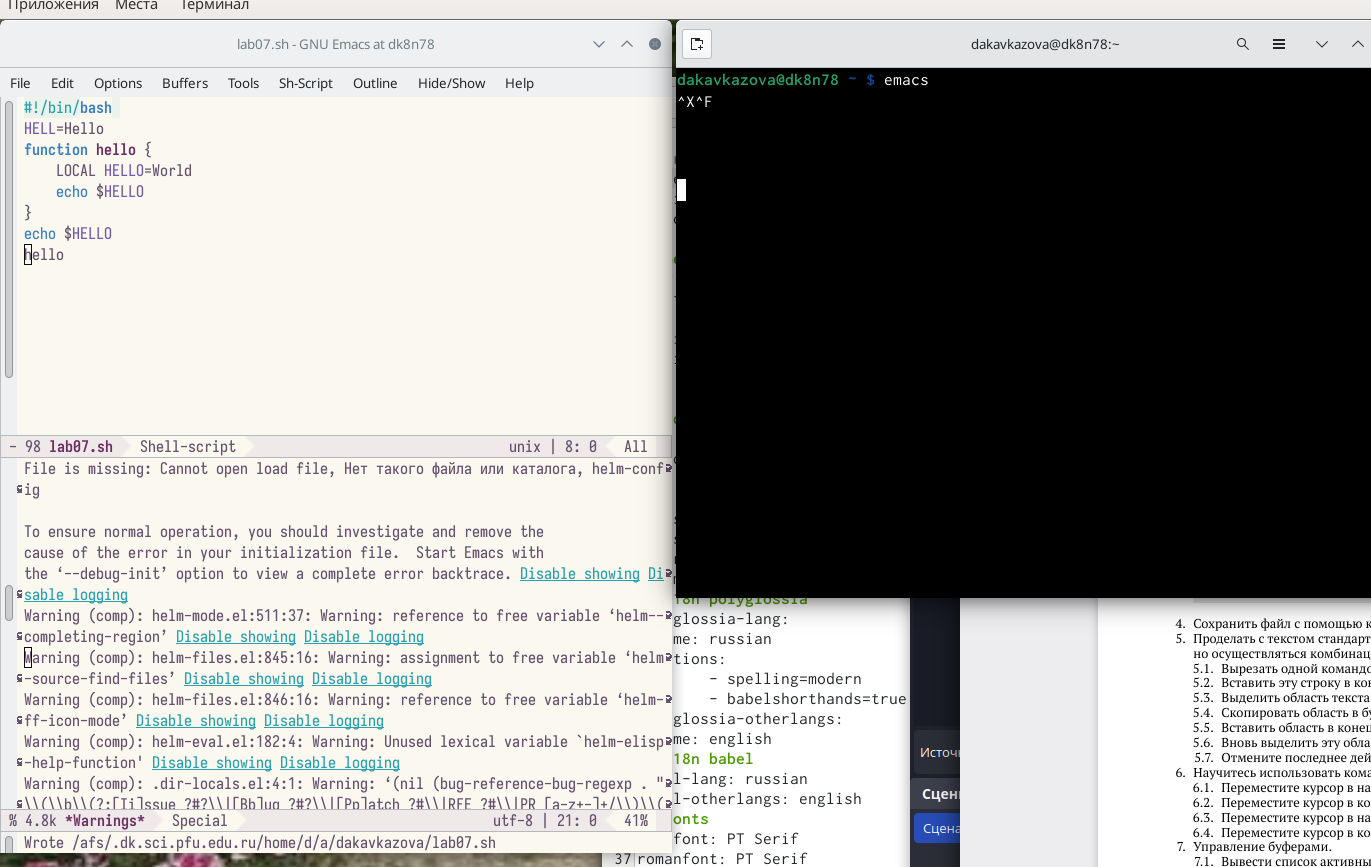 Приложения Места Терминал
lab07.sh - GNU Emacs at dk8n78
File Edit Options Buffers Tools Sh-Script Outline Hide/Show Help
#!/bin/bash
HELL=Hello
function hello {
    LOCAL HELLO=World
    echo $HELLO
}
echo $HELLO
hello
- 98 lab07.sh Shell-script unix | 8: 0 All
File is missing: Cannot open load file, Нет такого файла или каталога, helm-conf
ig
To ensure normal operation, you should investigate and remove the
cause of the error in your initialization file.  Start Emacs with
the ‘--debug-init’ option to view a complete error backtrace. Disable showing Di
sable logging
Warning (comp): helm-mode.el:511:37: Warning: reference to free variable ‘helm--
completing-region’ Disable showing Disable logging
Warning (comp): helm-files.el:845:16: Warning: assignment to free variable ‘helm
-source-find-files’ Disable showing Disable logging
Warning (comp): helm-files.el:846:16: Warning: reference to free variable ‘helm-
ff-icon-mode’ Disable showing Disable logging
Warning (comp): helm-eval.el:182:4: Warning: Unused lexical variable `helm-elisp
-help-function' Disable showing Disable logging
Warning (comp): .dir-locals.el:4:1: Warning: ‘(nil (bug-reference-bug-regexp . "
% 4.8k *Warnings* Special utf-8 | 21: 0 41%
Wrote /afs/.dk.sci.pfu.edu.ru/home/d/a/dakavkazova/lab07.sh
dakavkazova@dk8n78:~
dakavkazova@dk8n78 ~ $ emacs
^X^F
18n polyglossia
glossia-lang:
me: russian
tions:
- spelling=modern
- babelshorthands=true
glossia-otherlangs:
me: english
18n babel
l-lang: russian
l-otherlangs: english
onts
font: PT Serif
37 romanfont: PT Serif
Источн
Сцен
Сцена
4. Сохранить файл с помощью к
5. Проделать с текстом стандарт
но осуществляться комбинац
5.1. Вырезать одной командо
5.2. Вставить эту строку в кон
5.3. Выделить область текста
5.4. Скопировать область в бу
5.5. Вставить область в конец
5.6. Вновь выделить эту обла
5.7. Отмените последнее дей
6. Научитесь использовать кома
6.1. Переместите курсор в на
6.2. Переместите курсор в ко
6.3. Переместите курсор в на
6.4. Переместите курсор в ко
7. Управление буферами.
7.1. Вывести список активны